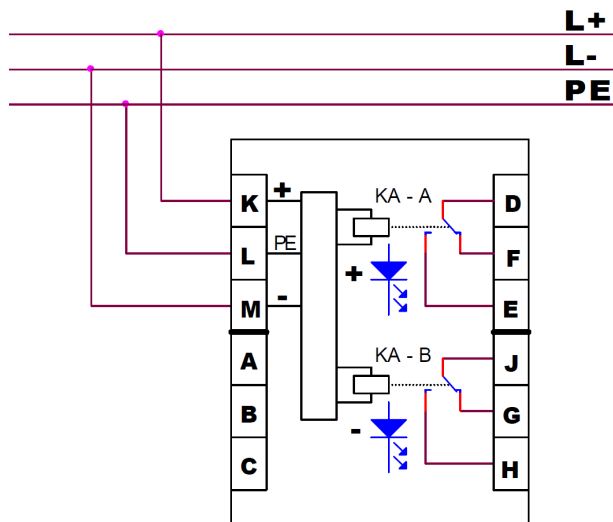 L+
L-
PE
K + KA - A D
L PE + F
M - E
A KA - B J
B - G
C H